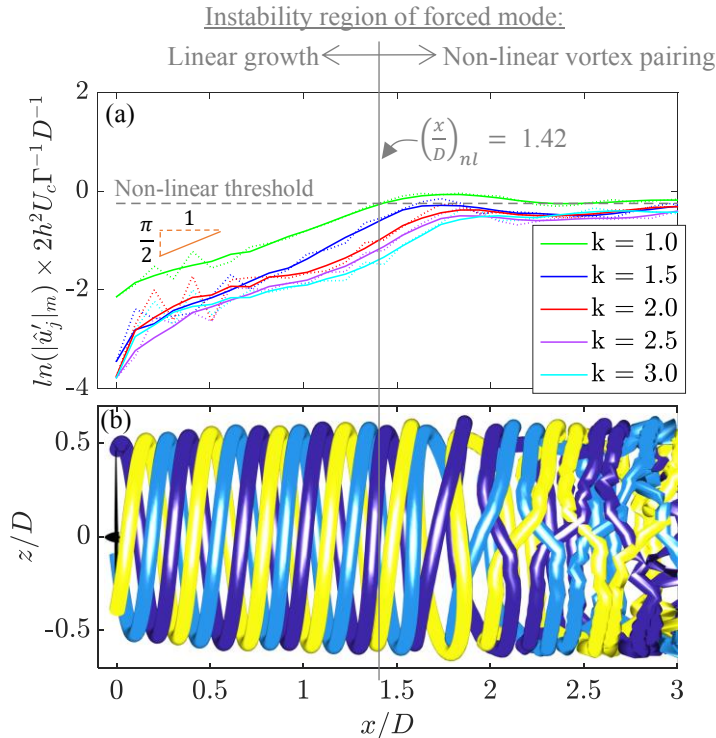 Instability region of forced mode:
Linear growth
Non-linear vortex pairing
(a)
(x/D)nl = 1.42
Non-linear threshold
π/2
1
2
0
-2
-4
ln(|û′j|m) × 2h²UcΓ⁻¹D⁻¹
k = 1.0
k = 1.5
k = 2.0
k = 2.5
k = 3.0
(b)
0.5
0
-0.5
z/D
0
0.5
1
1.5
2
2.5
3
x/D